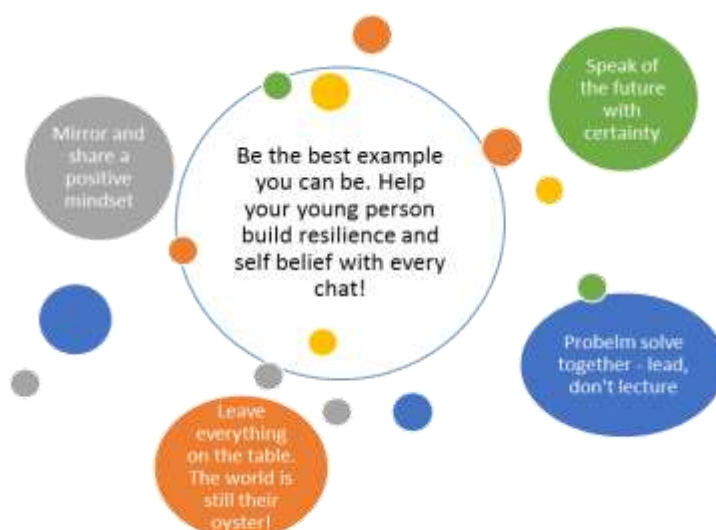 Speak of
the future
with
certainty
Mirror and
share a
positive
mindset
Be the best example
you can be. Help
your young person
build resilience and
self belief with every
chat!
Probelm solve
together - lead,
don't lecture
Leave
everything
on the table.
The world is
still their
oyster!